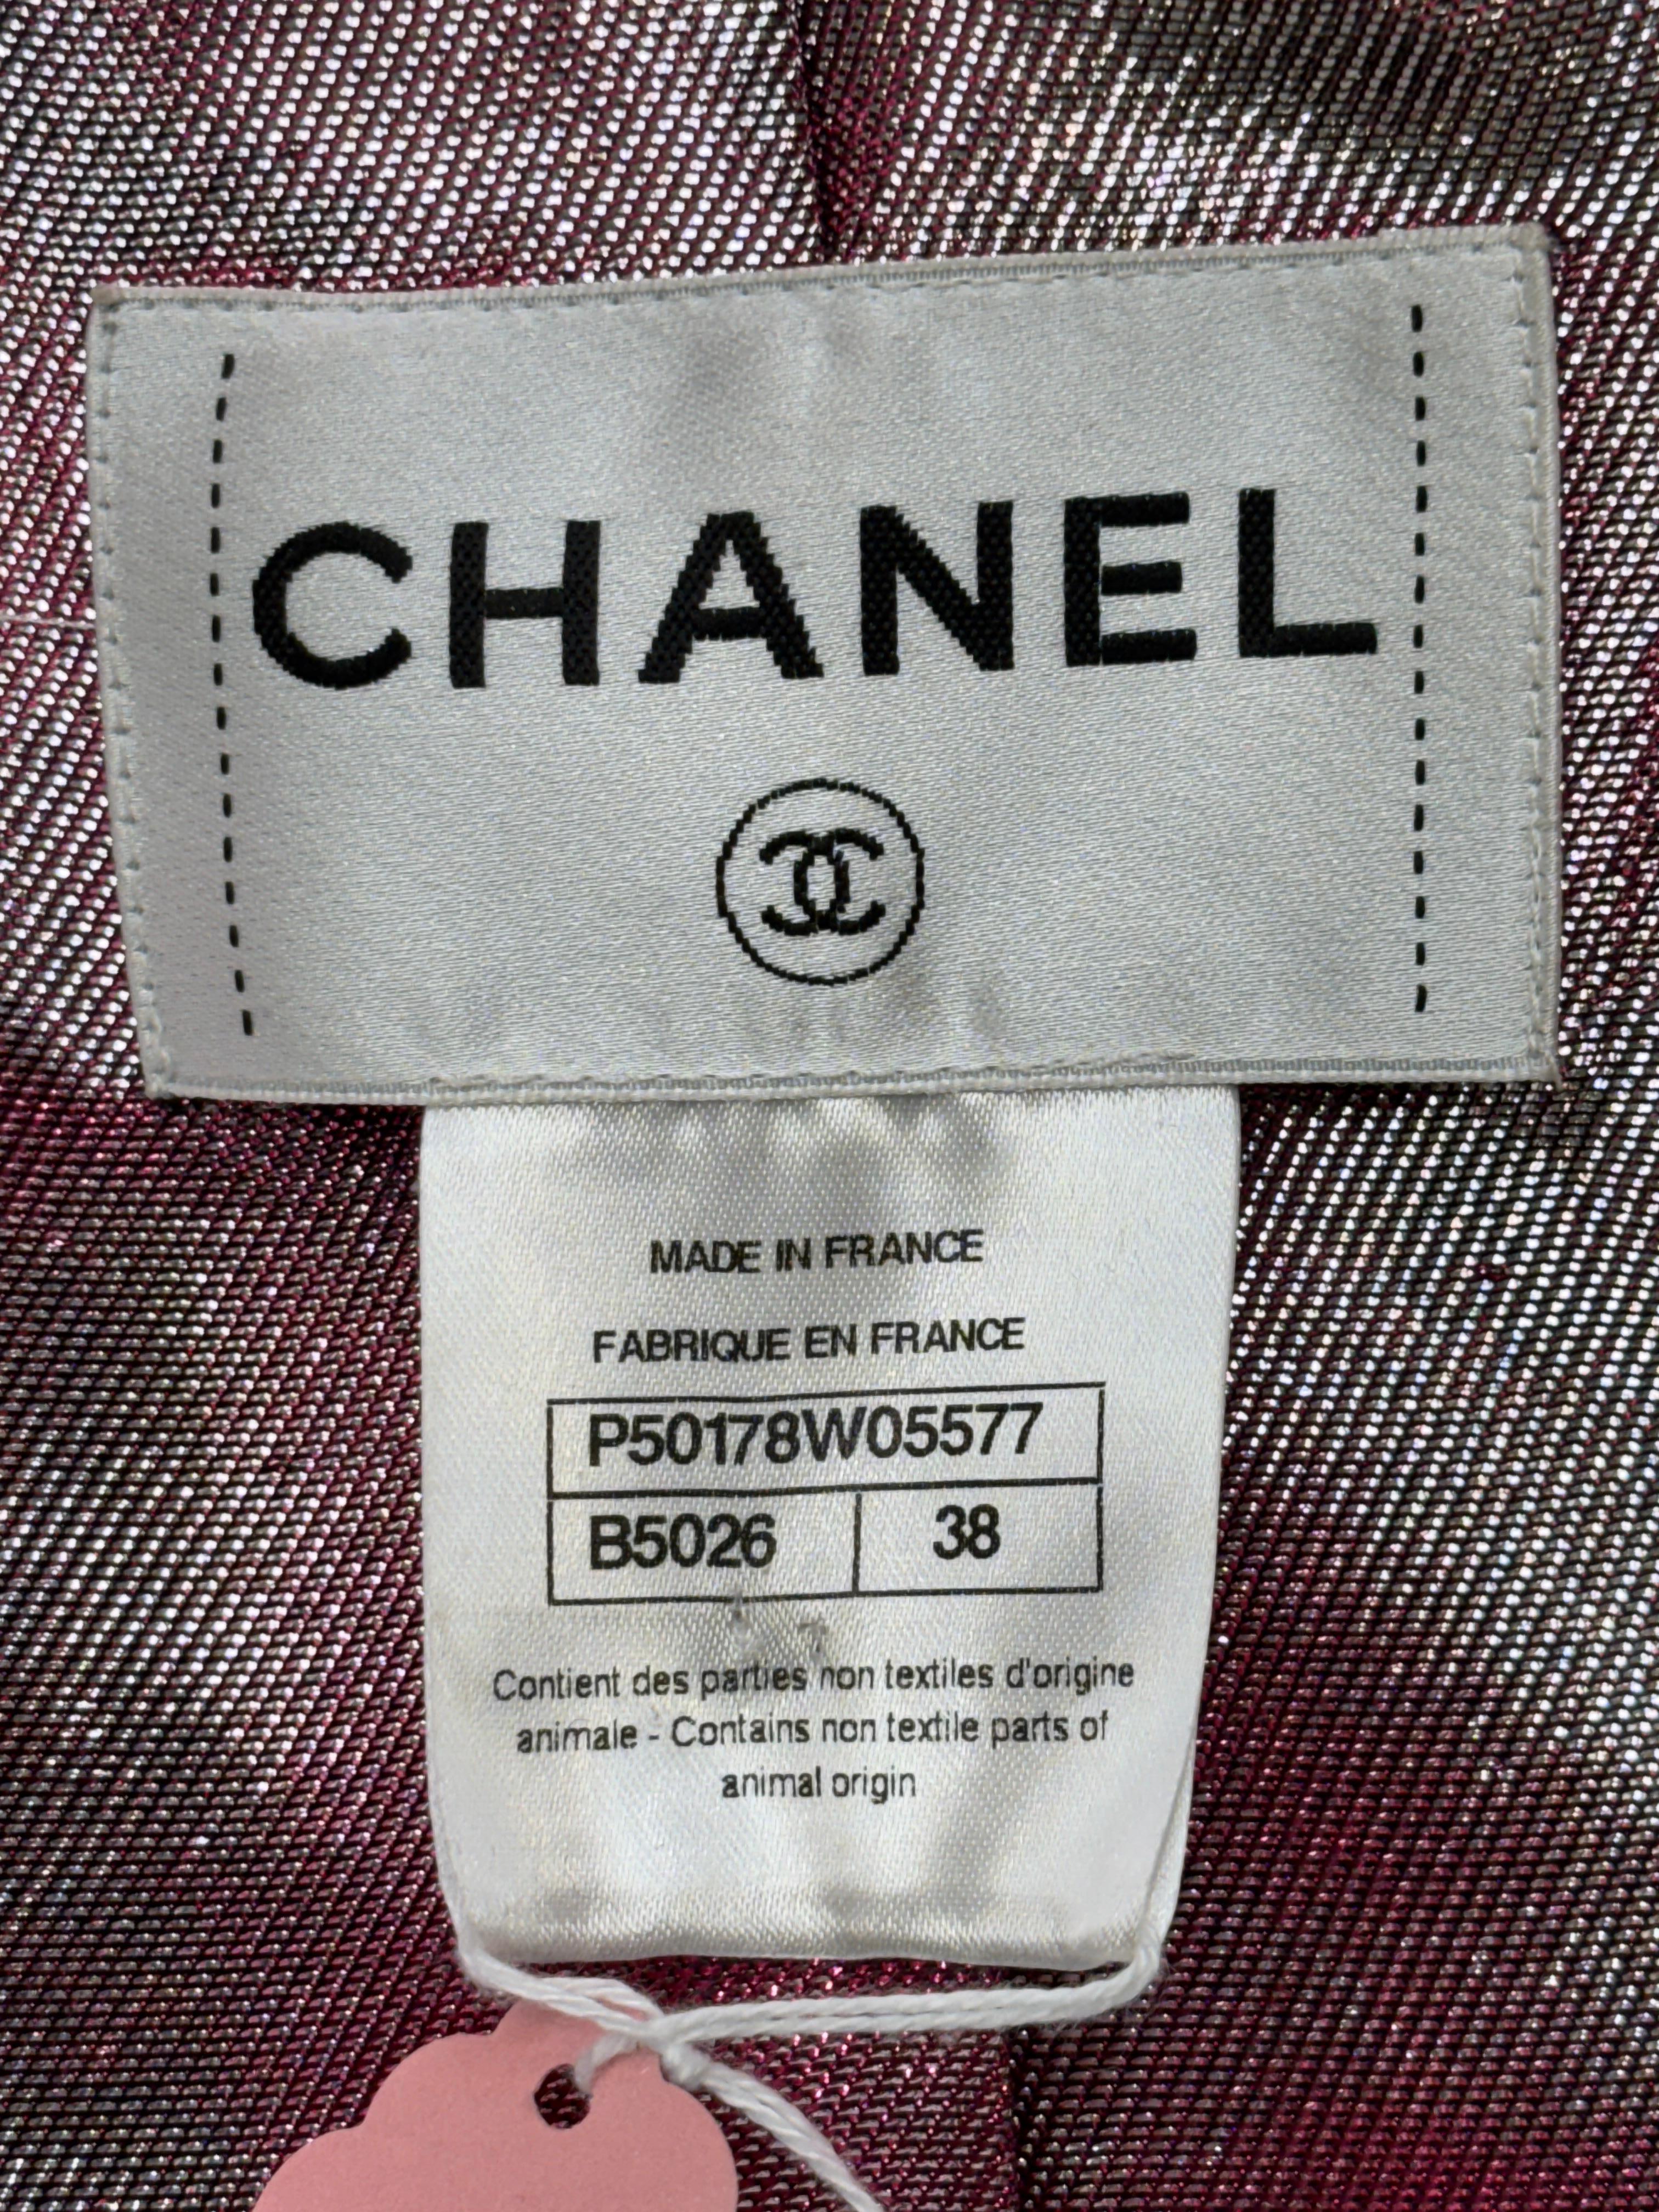 CHANEL
MADE IN FRANCE
FABRIQUE EN FRANCE
P50178W05577
B5026 38
Contient des parties non textiles d'origine
animale - Contains non textile parts of
animal origin